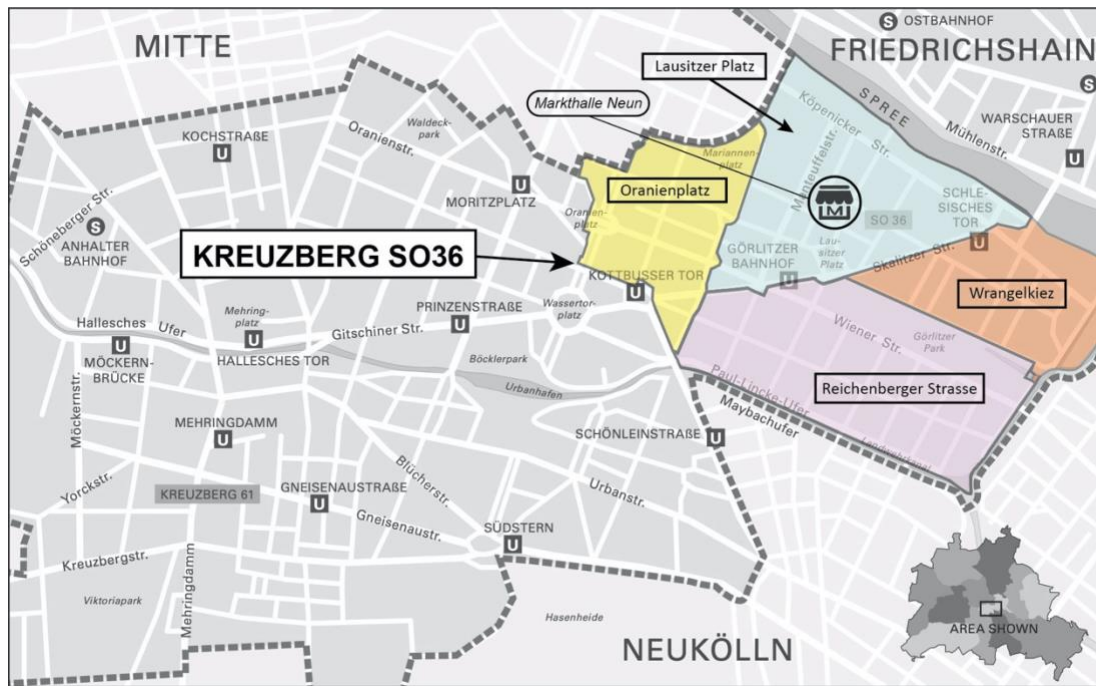 MITTE
S OSTBAHNHOF
FRIEDRICHSHAIN
Lausitzer Platz
Markthalle Neun
KOCHSTRAßE
U
Oranienstr.
Waldeck-
park
Köpenicker Str.
SPREE
Mühlenstr.
S
WARSCHAUER
STRAßE
U
Mariannen-
platz
Manteuffelstr.
Oranienplatz
U
MORITZPLATZ
Oranien-
platz
M
SO 36
SCHLE-
SISCHES
TOR
U
Schöneberger Str.
S
ANHALTER
BAHNHOF
KREUZBERG SO36
GÖRLITZER
BAHNHOF
U
Lau-
sitzer
Platz
Skalitzer Str.
KOTTBUSSER TOR
U
Wrangelkiez
Mehring-
platz
PRINZENSTRAßE
U
Wassertor-
platz
Hallesches Ufer
Gitschiner Str.
U
HALLESCHES TOR
U
MÖCKERN-
BRÜCKE
Wiener Str.
Görlitzer
Park
Böcklerpark
Urbanhafen
Paul-Lincke-Ufer
Reichenberger Strasse
Maybachufer
Landwehrkanal
Möckernstr.
MEHRINGDAMM
U
SCHÖNLEINSTRAßE
U
Yorckstr.
KREUZBERG 61
GNEISENAUSTRAßE
U
Blücherstr.
Gneisenaustr.
Urbanstr.
SÜDSTERN
U
Kreuzbergstr.
Mehringdamm
Viktoriapark
Hasenheide
NEUKÖLLN
AREA SHOWN